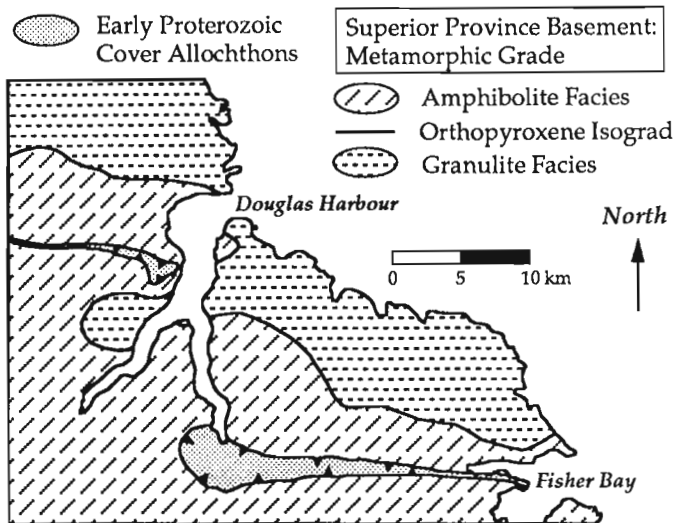 Early Proterozoic
Cover Allochthons
Superior Province Basement:
Metamorphic Grade
Amphibolite Facies
Orthopyroxene Isograd
Granulite Facies
Douglas Harbour
North
0 5 10 km
Fisher Bay